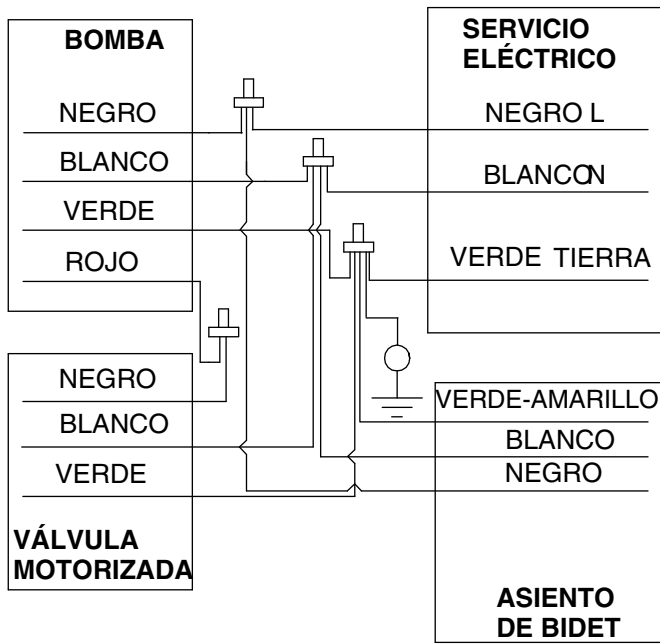 BOMBA
NEGRO
BLANCO
VERDE
ROJO
SERVICIO
ELÉCTRICO
NEGRO L
BLANCO N
VERDE TIERRA
NEGRO
BLANCO
VERDE
VÁLVULA
MOTORIZADA
VERDE-AMARILLO
BLANCO
NEGRO
ASIENTO
DE BIDET